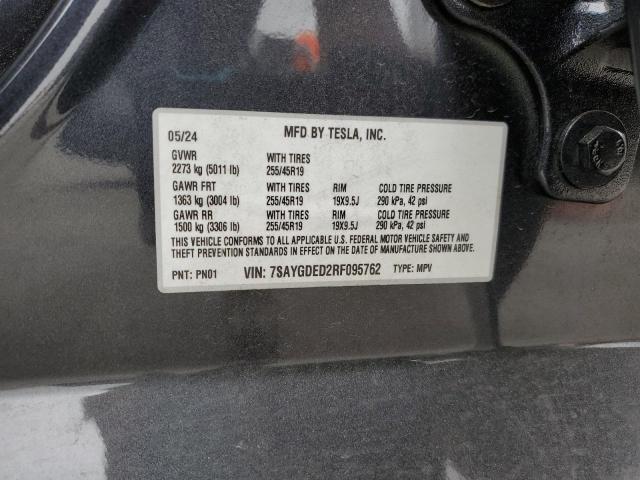 05/24 MFD BY TESLA, INC.
GVWR WITH TIRES
2273 kg (5011 lb) 255/45R19
GAWR FRT WITH TIRES RIM COLD TIRE PRESSURE
1363 kg (3004 lb) 255/45R19 19X9.5J 290 kPa, 42 psi
GAWR RR WITH TIRES RIM COLD TIRE PRESSURE
1500 kg (3306 lb) 255/45R19 19X9.5J 290 kPa, 42 psi
THIS VEHICLE CONFORMS TO ALL APPLICABLE U.S. FEDERAL MOTOR VEHICLE SAFETY AND
THEFT PREVENTION STANDARDS IN EFFECT ON THE DATE OF MANUFACTURE SHOWN ABOVE.
PNT: PN01 VIN: 7SAYGDED2RF095762 TYPE: MPV